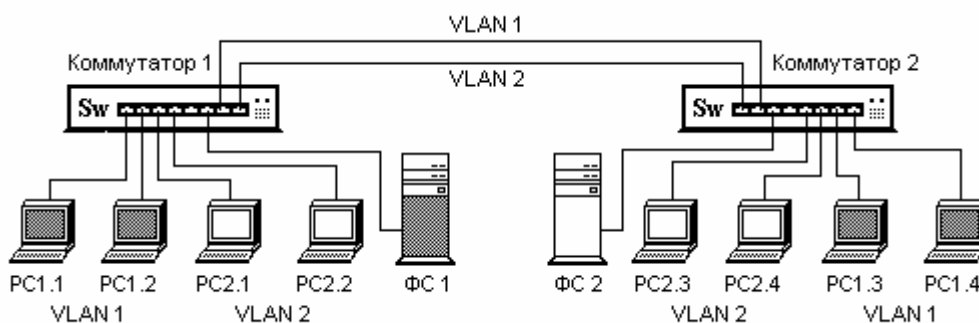 VLAN 1
Коммутатор 1
VLAN 2
Коммутатор 2
Sw
Sw
PC1.1 PC1.2 PC2.1 PC2.2 ФС 1 ФС 2 PC2.3 PC2.4 PC1.3 PC1.4
VLAN 1 VLAN 2 VLAN 2 VLAN 1